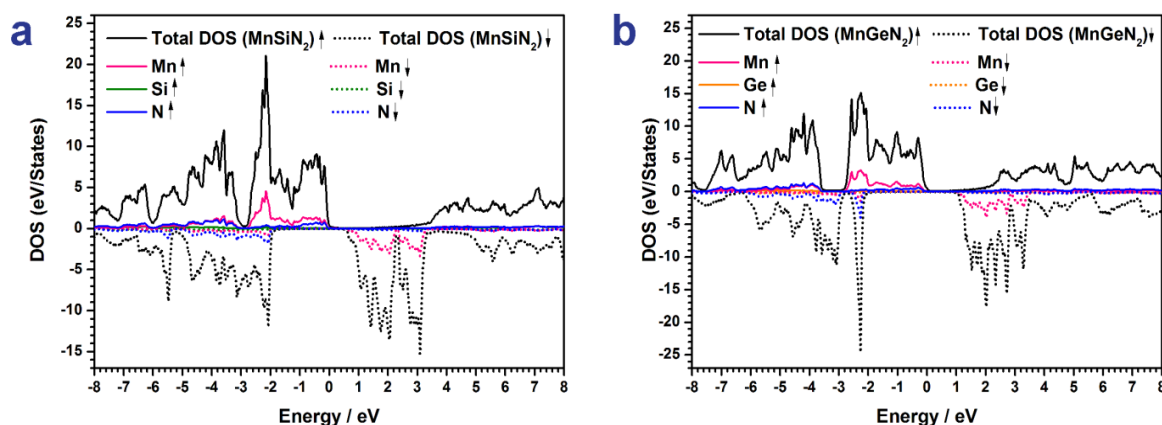 a
Total DOS (MnSiN₂)↑ Total DOS (MnSiN₂)↓
Mn↑ Mn↓
Si↑ Si↓
N↑ N↓
DOS (eV/States)
25
20
15
10
5
0
-5
-10
-15
-8 -7 -6 -5 -4 -3 -2 -1 0 1 2 3 4 5 6 7 8
Energy / eV
b
Total DOS (MnGeN₂)↑ Total DOS (MnGeN₂)↓
Mn↑ Mn↓
Ge↑ Ge↓
N↑ N↓
DOS (eV/States)
25
20
15
10
5
0
-5
-10
-15
-20
-25
-8 -7 -6 -5 -4 -3 -2 -1 0 1 2 3 4 5 6 7 8
Energy / eV